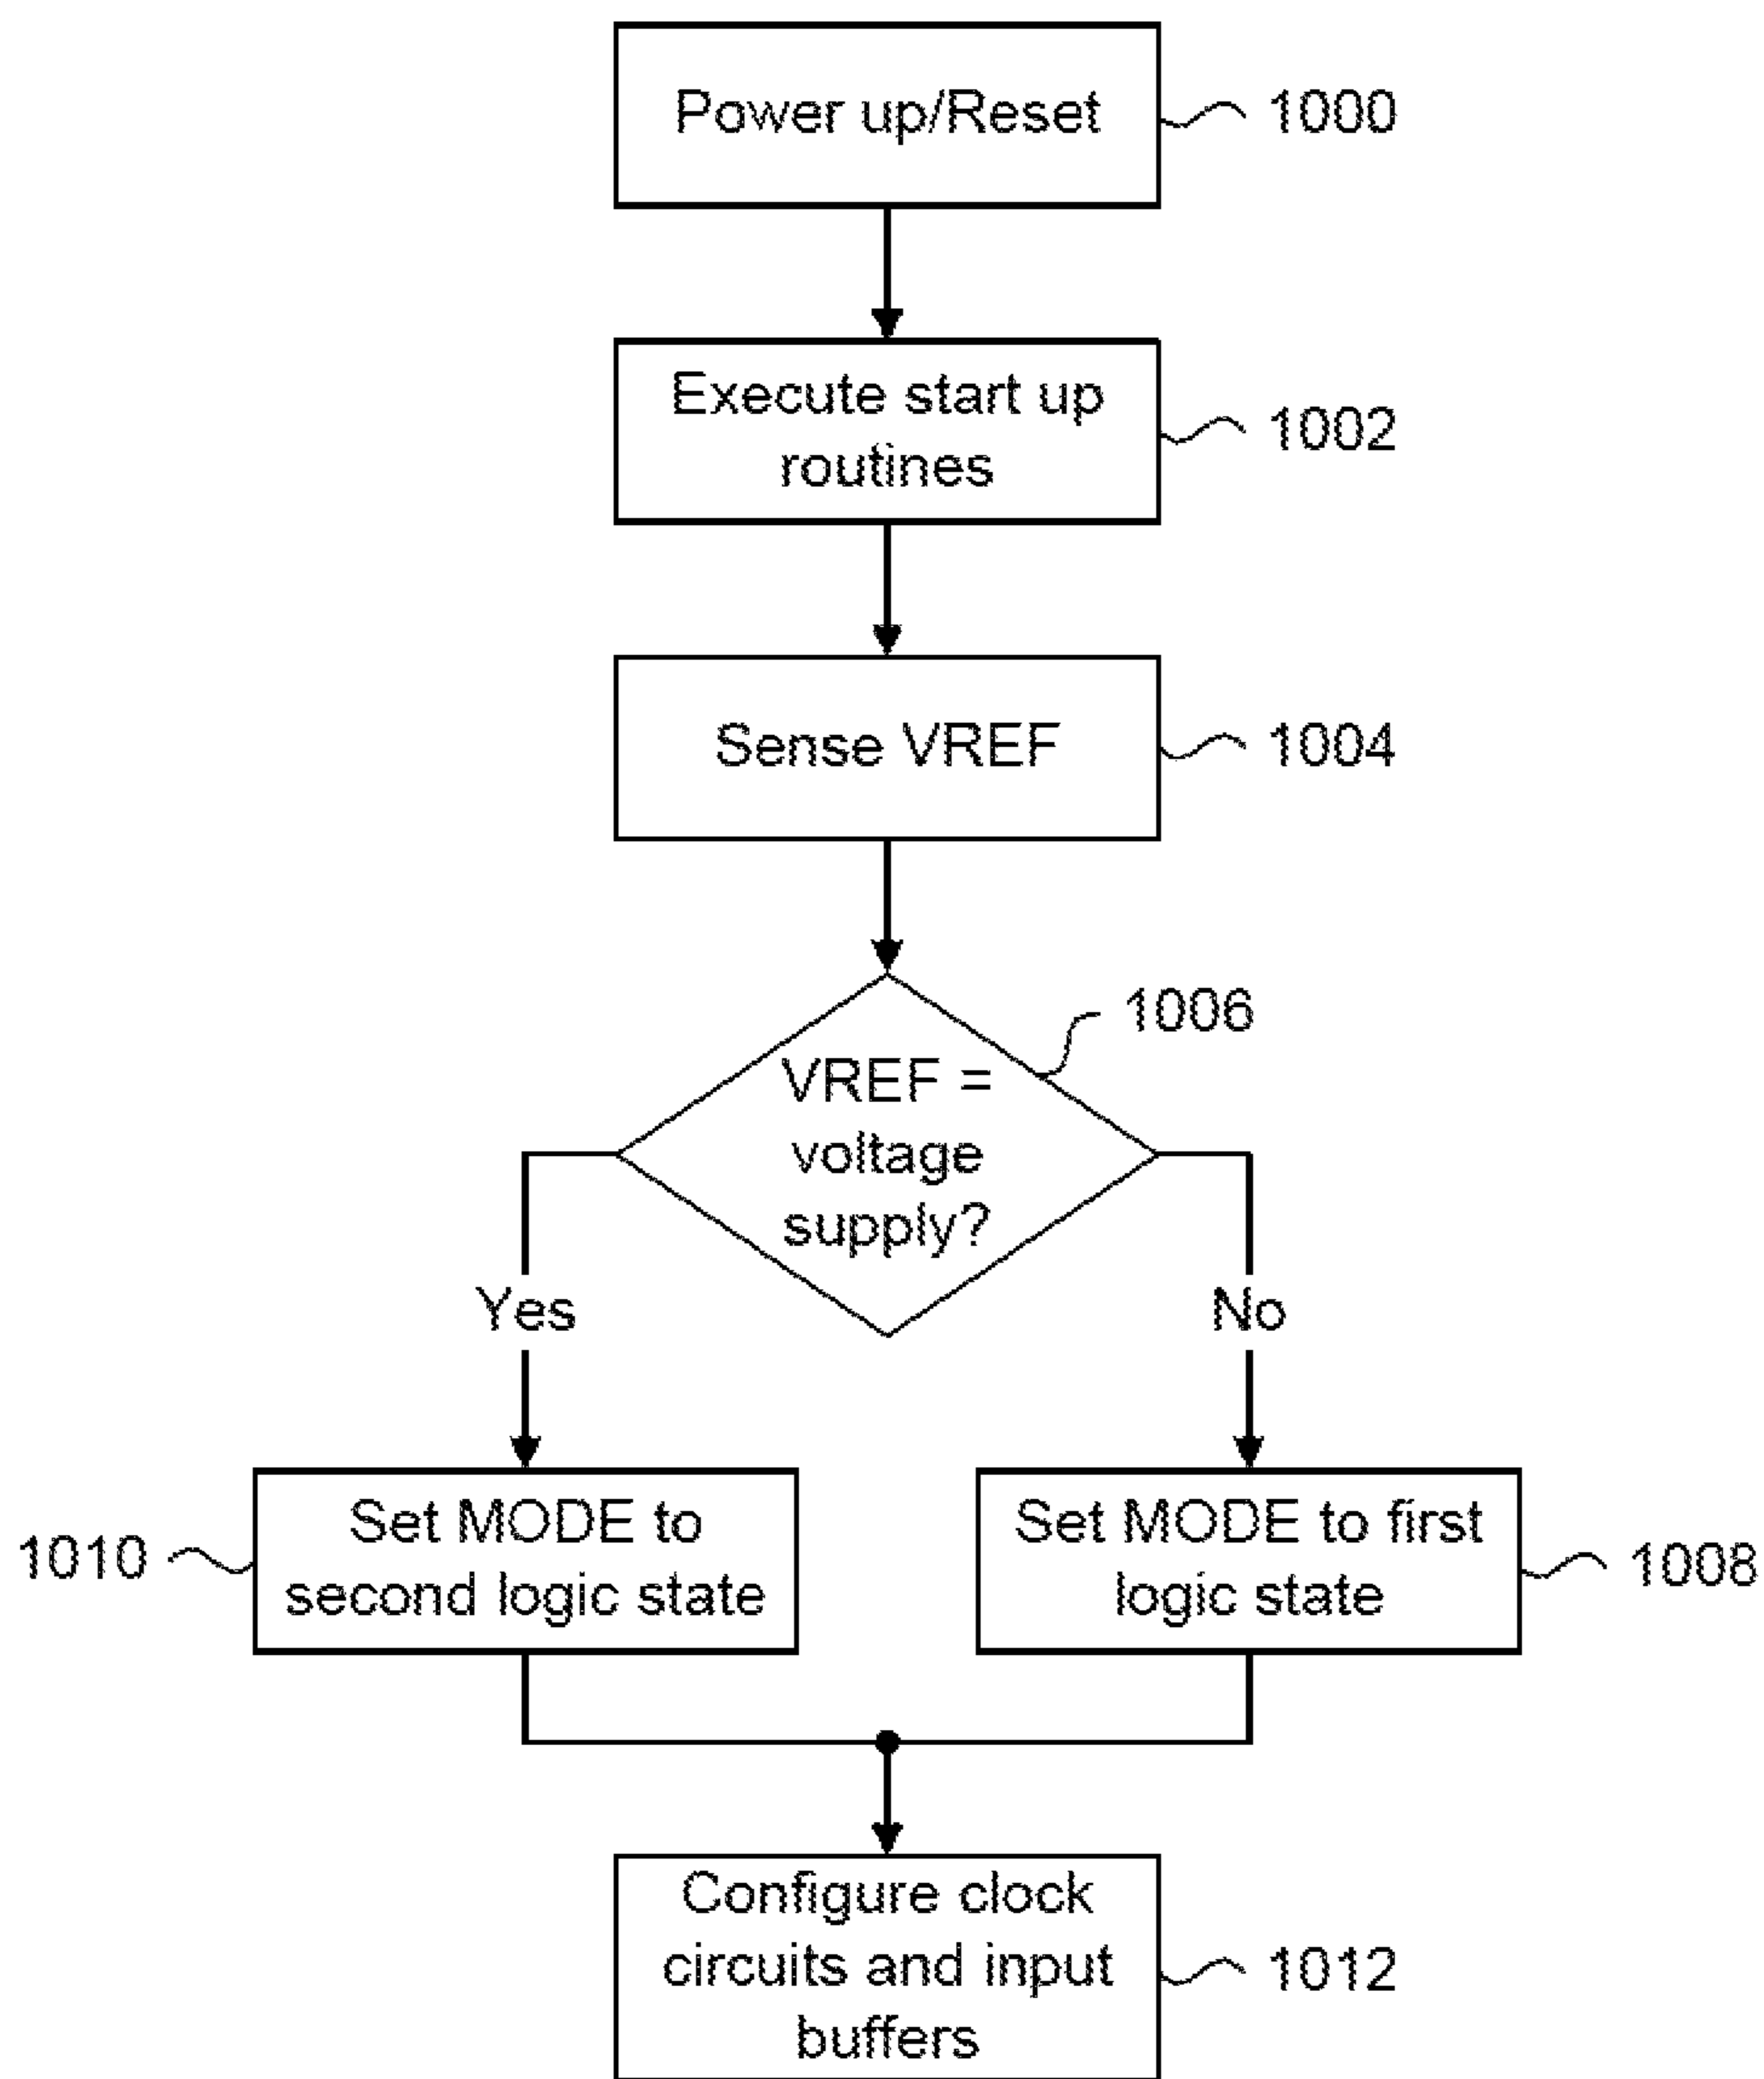 Power up/Reset
1000
Execute start up
routines
1002
Sense VREF
1004
1006
VREF =
voltage
supply?
Yes
No
1010
Set MODE to
second logic state
Set MODE to first
logic state
1008
Configure clock
circuits and input
buffers
1012